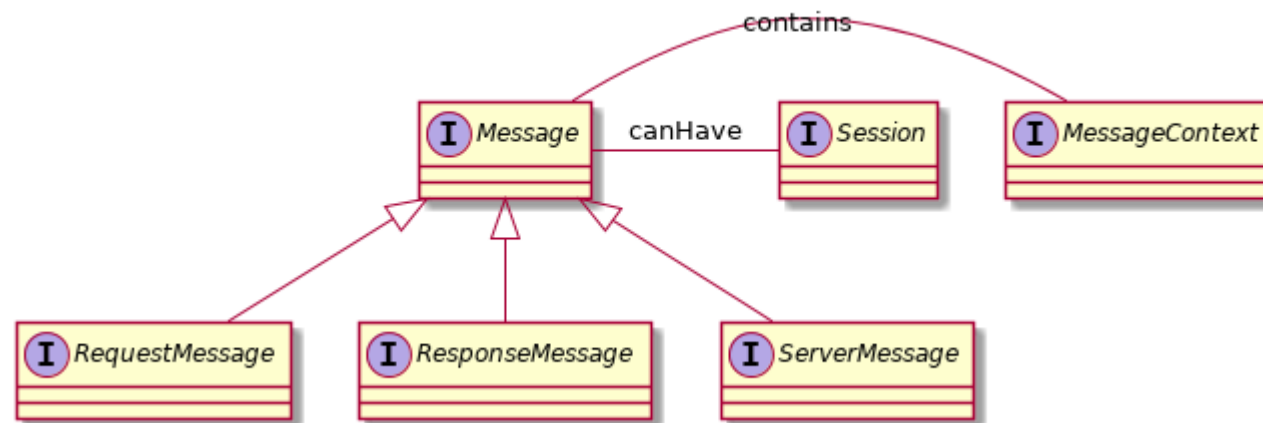 contains
I Message
canHave
I Session
I MessageContext
I RequestMessage
I ResponseMessage
I ServerMessage